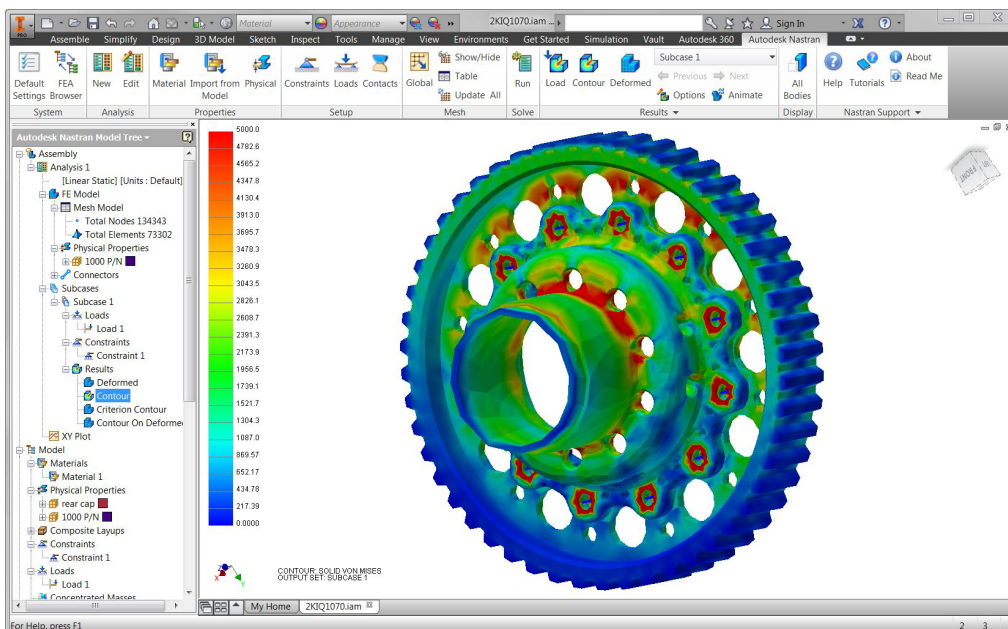 PRO
Material
Appearance
2KIQ1070.iam ...
Sign In
Assemble Simplify Design 3D Model Sketch Inspect Tools Manage View Environments Get Started Simulation Vault Autodesk 360 Autodesk Nastran
Default Settings
FEA Browser
System
New
Edit
Analysis
Material
Import from Model
Physical
Properties
Constraints
Loads
Contacts
Setup
Global
Show/Hide
Table
Update All
Mesh
Run
Solve
Load
Contour
Deformed
Subcase 1
Previous
Next
Options
Animate
Results
All Bodies
Display
Help
Tutorials
About
Read Me
Nastran Support
Autodesk Nastran Model Tree
Assembly
Analysis 1
[Linear Static] [Units : Default]
FE Model
Mesh Model
Total Nodes 134343
Total Elements 73302
Physical Properties
1000 P/N
Connectors
Subcases
Subcase 1
Loads
Load 1
Constraints
Constraint 1
Results
Deformed
Contour
Criterion Contour
Contour On Deforme
XY Plot
Model
Materials
Material 1
Physical Properties
rear cap
1000 P/N
Composite Layups
Constraints
Constraint 1
Loads
Load 1
Concentrated Masses
5000.0
4782.6
4565.2
4347.8
4130.4
3913.0
3695.7
3478.3
3260.9
3043.5
2826.1
2608.7
2391.3
2173.9
1956.5
1739.1
1521.7
1304.3
1087.0
869.57
652.17
434.78
217.39
0.0000
FRONT
X
Y
CONTOUR: SOLID VON MISES
OUTPUT SET: SUBCASE 1
My Home
2KIQ1070.iam
For Help, press F1
2 3